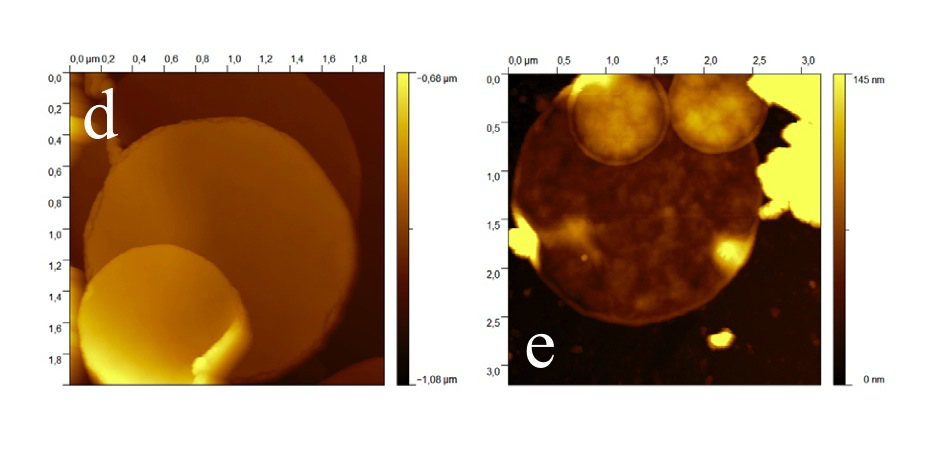 0,0 µm 0,2 0,4 0,6 0,8 1,0 1,2 1,4 1,6 1,8
0,0
0,2
0,4
0,6
0,8
1,0
1,2
1,4
1,6
1,8
d
−0,68 µm
−1,08 µm
0,0 µm 0,5 1,0 1,5 2,0 2,5 3,0
0,0
0,5
1,0
1,5
2,0
2,5
3,0
e
145 nm
0 nm